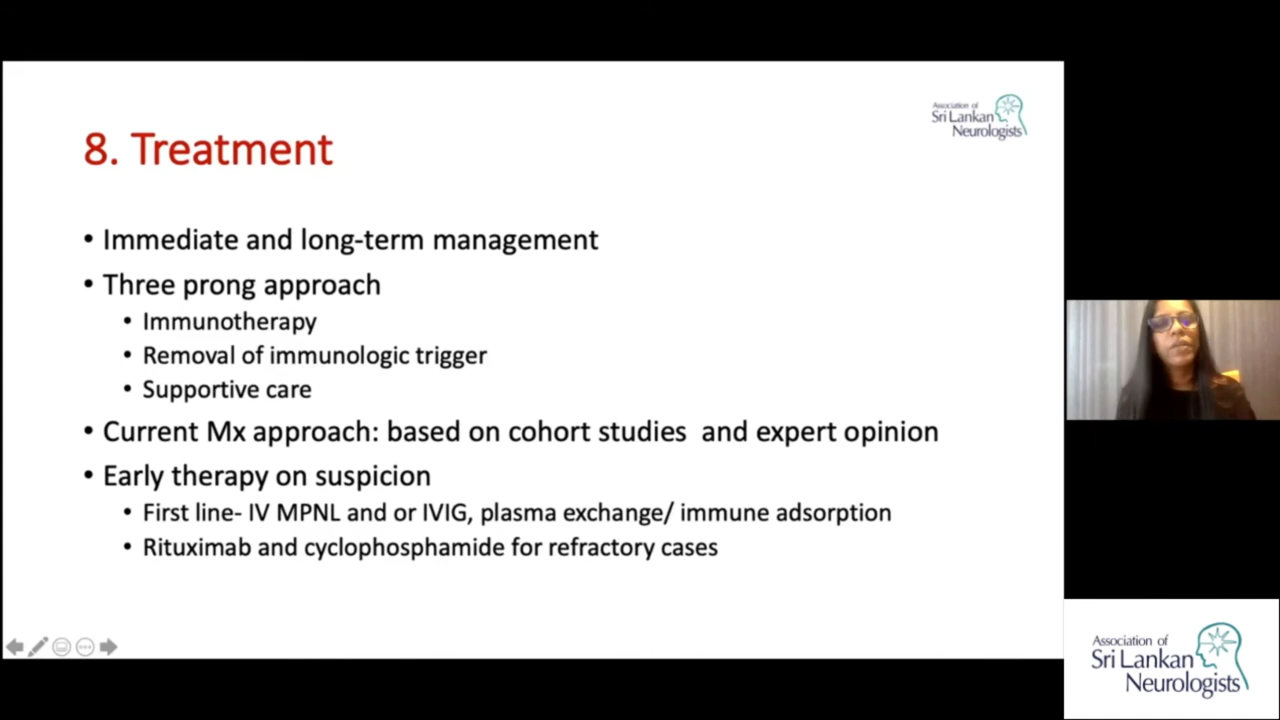 Association of
Sri Lankan
Neurologists
8. Treatment
• Immediate and long-term management
• Three prong approach
• Immunotherapy
• Removal of immunologic trigger
• Supportive care
• Current Mx approach: based on cohort studies and expert opinion
• Early therapy on suspicion
• First line- IV MPNL and or IVIG, plasma exchange/ immune adsorption
• Rituximab and cyclophosphamide for refractory cases
Association of
Sri Lankan
Neurologists